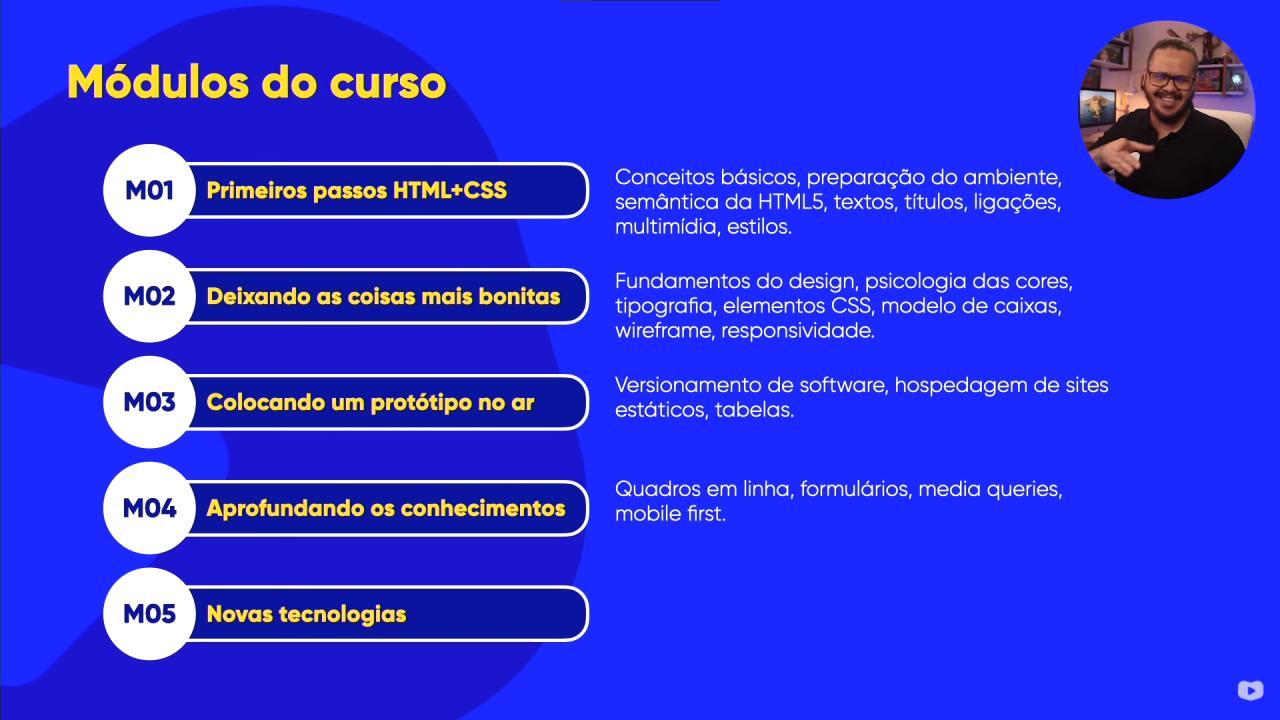 Módulos do curso
M01
Primeiros passos HTML+CSS
Conceitos básicos, preparação do ambiente,
semântica da HTML5, textos, títulos, ligações,
multimídia, estilos.
M02
Deixando as coisas mais bonitas
Fundamentos do design, psicologia das cores,
tipografia, elementos CSS, modelo de caixas,
wireframe, responsividade.
M03
Colocando um protótipo no ar
Versionamento de software, hospedagem de sites
estáticos, tabelas.
M04
Aprofundando os conhecimentos
Quadros em linha, formulários, media queries,
mobile first.
M05
Novas tecnologias